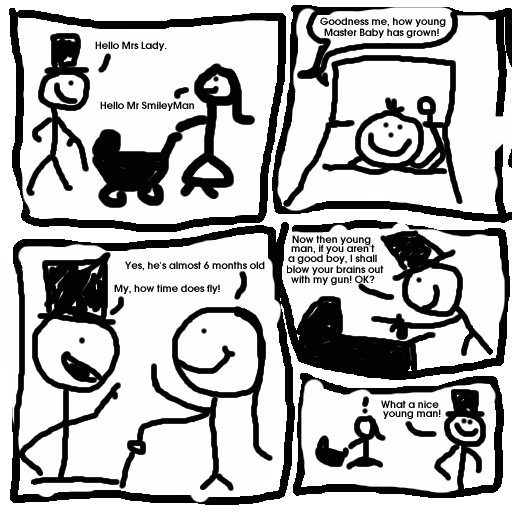 Hello Mrs Lady.
Hello Mr SmileyMan
Goodness me, how young
Master Baby has grown!
Yes, he's almost 6 months old
My, how time does fly!
Now then young
man, if you aren't
a good boy, I shall
blow your brains out
with my gun! OK?
!
What a nice
young man!